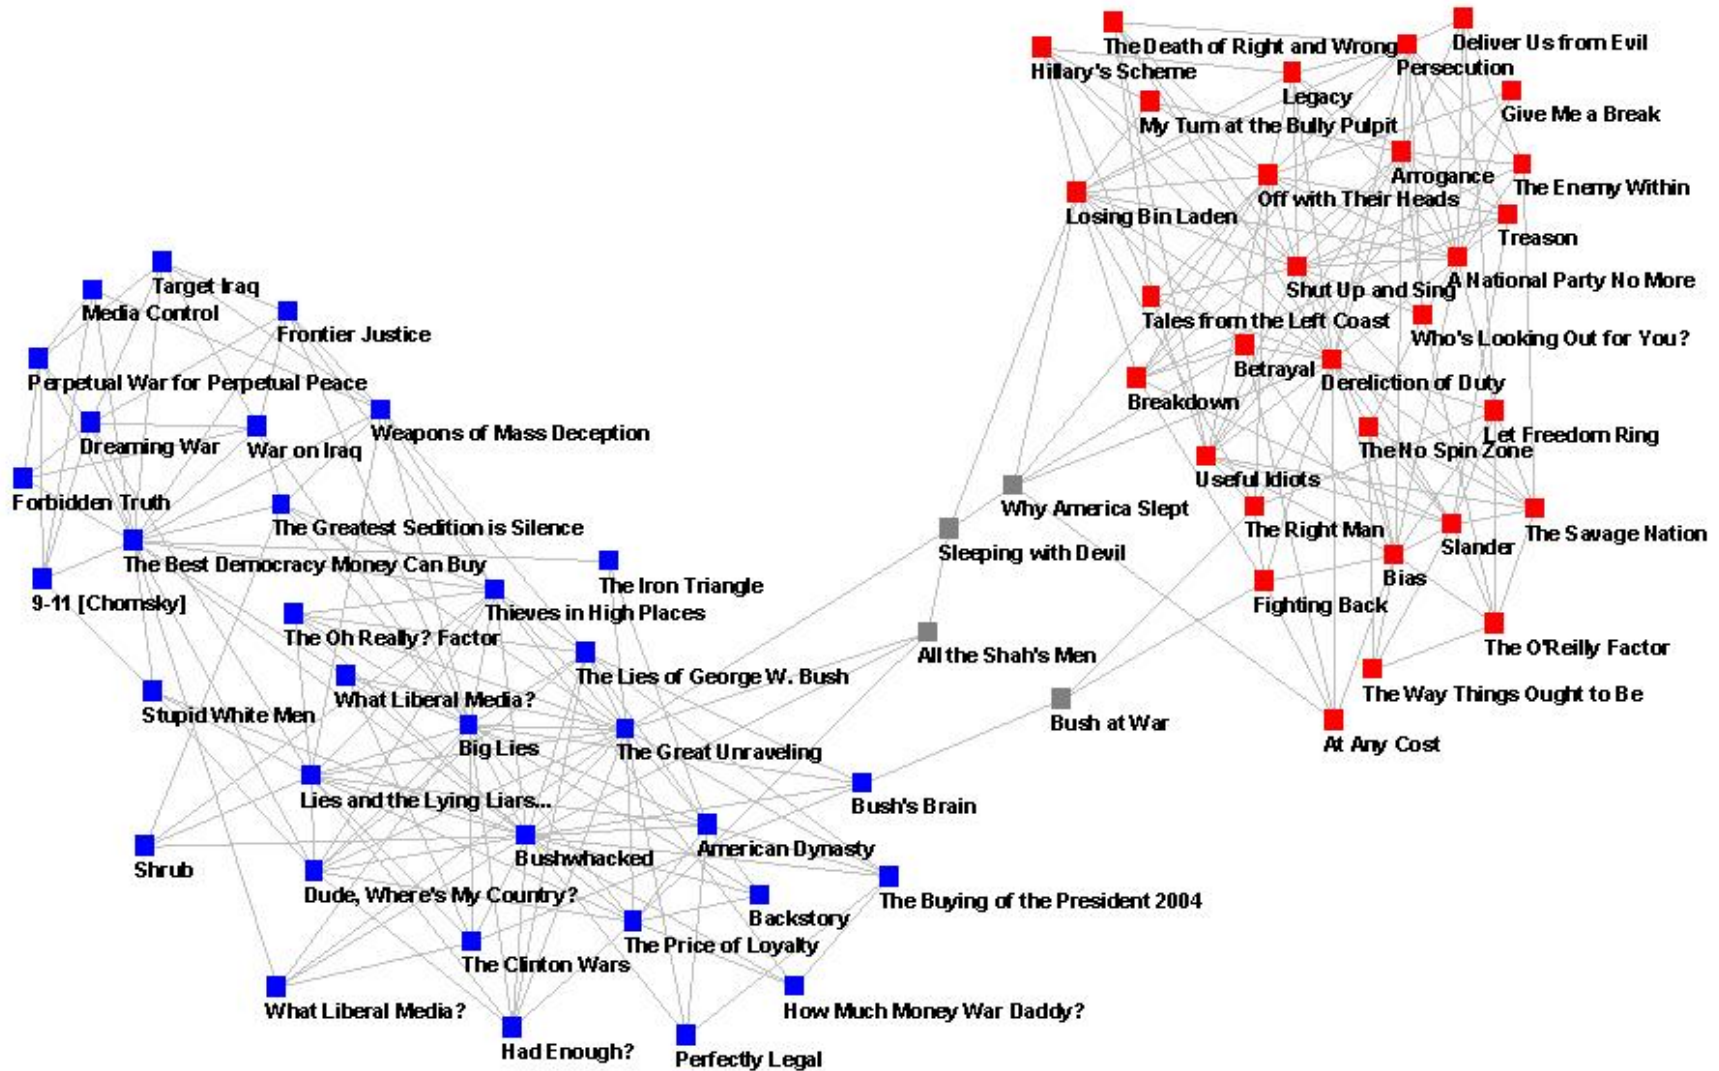 The Death of Right and Wrong
Deliver Us from Evil
Hillary's Scheme
Persecution
Legacy
Give Me a Break
My Turn at the Bully Pulpit
Arrogance
The Enemy Within
Off with Their Heads
Losing Bin Laden
Treason
A National Party No More
Shut Up and Sing
Target Iraq
Media Control
Tales from the Left Coast
Frontier Justice
Who's Looking Out for You?
Betrayal
Dereliction of Duty
Perpetual War for Perpetual Peace
Breakdown
Weapons of Mass Deception
Let Freedom Ring
Dreaming War
War on Iraq
The No Spin Zone
Useful Idiots
Forbidden Truth
Why America Slept
The Greatest Sedition is Silence
The Right Man
The Savage Nation
Slander
Sleeping with Devil
The Best Democracy Money Can Buy
Bias
The Iron Triangle
9-11 [Chomsky]
Fighting Back
Thieves in High Places
The Oh Really? Factor
The O'Reilly Factor
All the Shah's Men
The Lies of George W. Bush
The Way Things Ought to Be
What Liberal Media?
Stupid White Men
Bush at War
At Any Cost
Big Lies
The Great Unraveling
Lies and the Lying Liars...
Bush's Brain
American Dynasty
Bushwhacked
Shrub
Dude, Where's My Country?
The Buying of the President 2004
Backstory
The Price of Loyalty
The Clinton Wars
What Liberal Media?
How Much Money War Daddy?
Had Enough?
Perfectly Legal